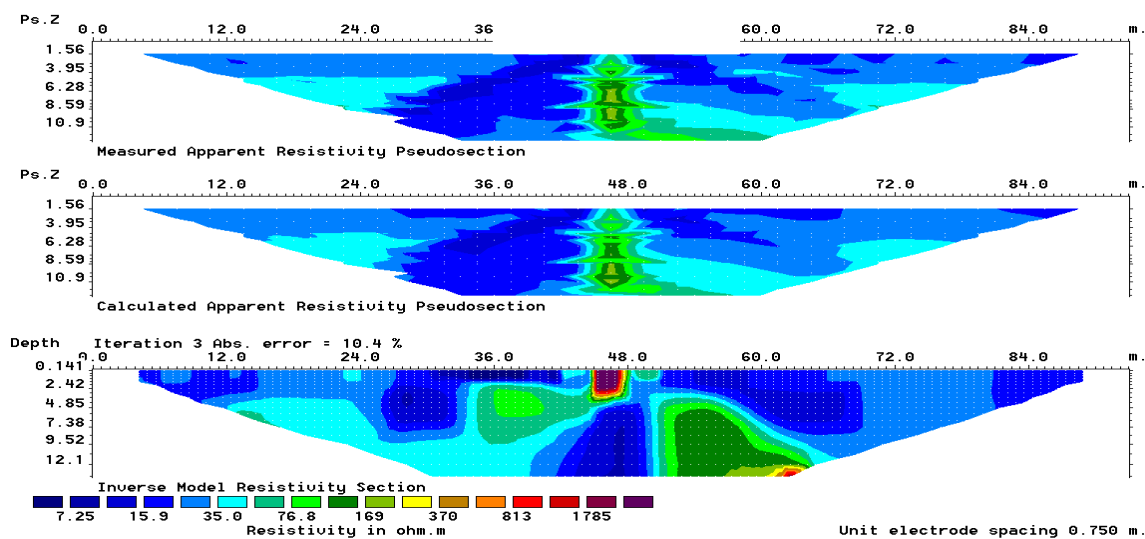 Ps.Z
0.0 12.0 24.0 36 60.0 72.0 84.0 m.
1.56
3.95
6.28
8.59
10.9
Measured Apparent Resistivity Pseudosection
Ps.Z
0.0 12.0 24.0 36.0 48.0 60.0 72.0 84.0 m.
1.56
3.95
6.28
8.59
10.9
Calculated Apparent Resistivity Pseudosection
Depth Iteration 3 Abs. error = 10.4 %
0.0 12.0 24.0 36.0 48.0 60.0 72.0 84.0 m.
0.141
2.42
4.85
7.38
9.52
12.1
Inverse Model Resistivity Section
7.25 15.9 35.0 76.8 169 370 813 1785
Resistivity in ohm.m Unit electrode spacing 0.750 m.